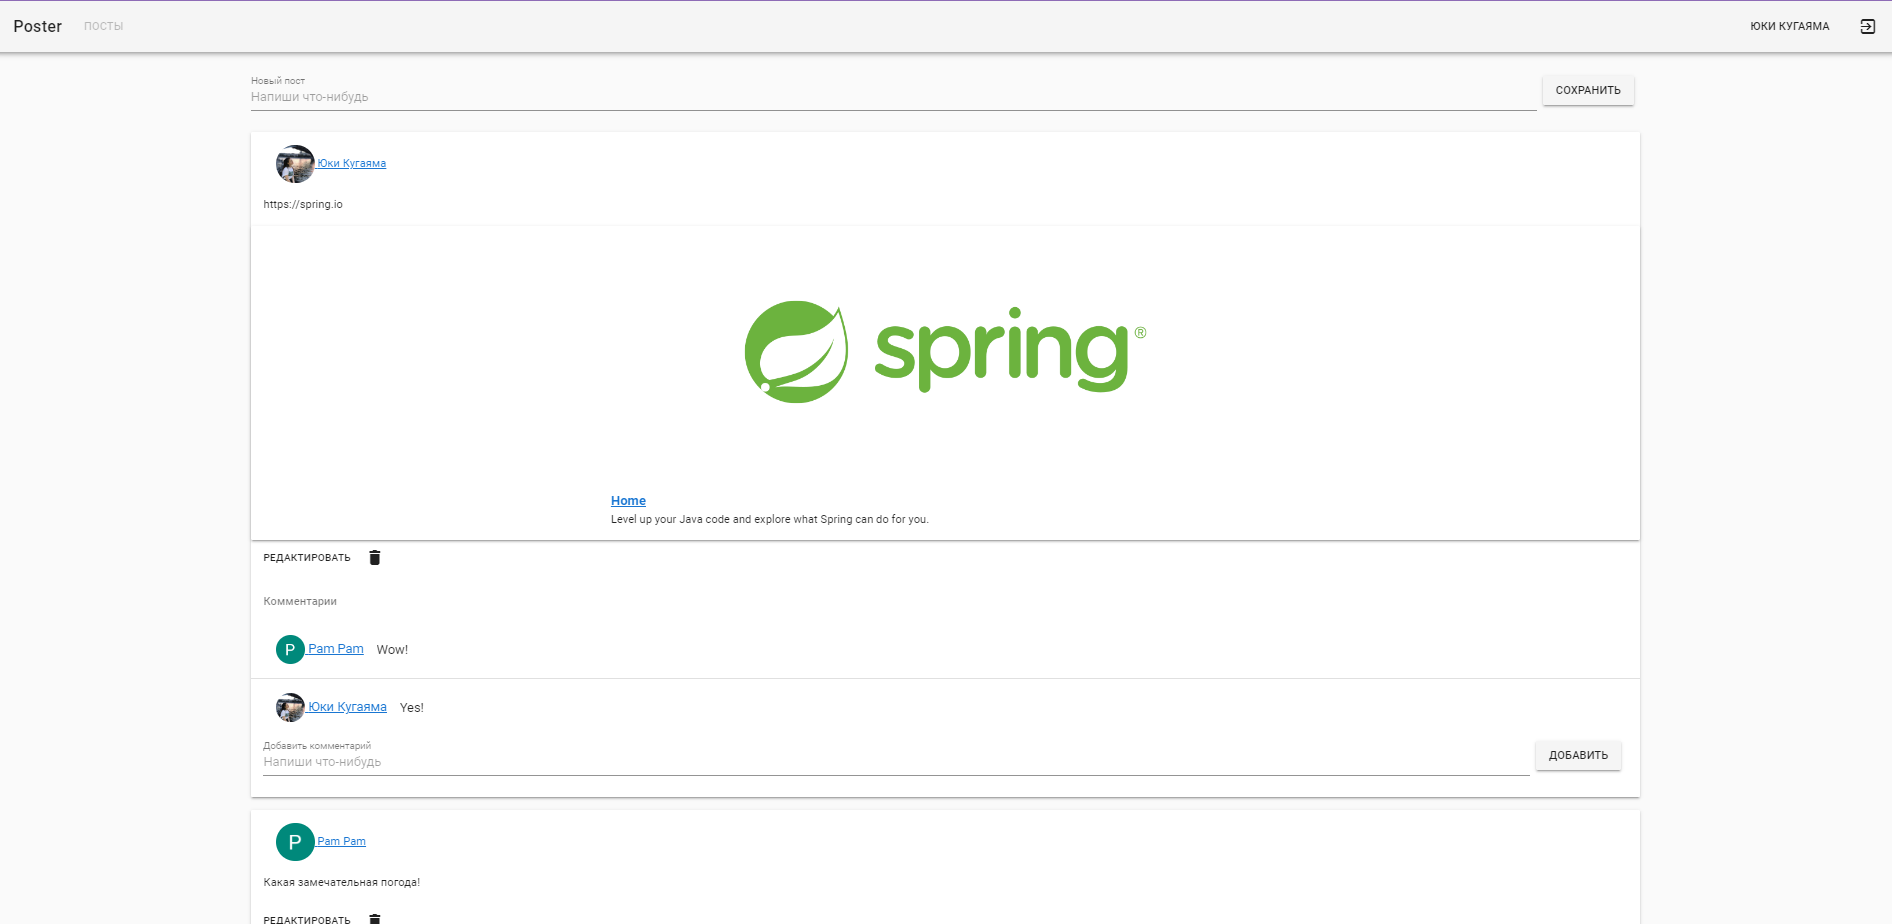 Poster ПОСТЫ ЮКИ КУГАЯМА
Новый пост
Напиши что-нибудь
СОХРАНИТЬ
Юки Кугаяма
https://spring.io
spring®
Home
Level up your Java code and explore what Spring can do for you.
РЕДАКТИРОВАТЬ
Комментарии
P Pam Pam Wow!
Юки Кугаяма Yes!
Добавить комментарий
Напиши что-нибудь
ДОБАВИТЬ
P Pam Pam
Какая замечательная погода!
РЕДАКТИРОВАТЬ